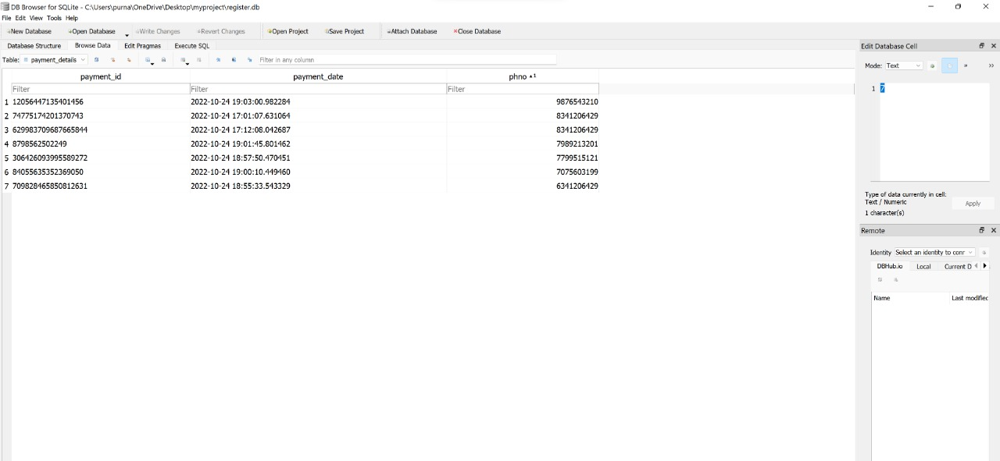 DB Browser for SQLite - C:\Users\purna\OneDrive\Desktop\myproject\register.db
File Edit View Tools Help
New Database Open Database Write Changes Revert Changes Open Project Save Project Attach Database Close Database
Database Structure Browse Data Edit Pragmas Execute SQL
Table: payment_details Filter in any column
payment_id payment_date phno 1
Filter Filter Filter
1 12056447135401456 2022-10-24 19:03:00.982284 9876543210
2 74775174201370743 2022-10-24 17:01:07.631064 8341206429
3 629983709687665844 2022-10-24 17:12:08.042687 8341206429
4 8798562502249 2022-10-24 19:01:45.801462 7989213201
5 306426093995589272 2022-10-24 18:57:50.470451 7799515121
6 84055635352369050 2022-10-24 19:00:10.449460 7075603199
7 709828465850812631 2022-10-24 18:55:33.543329 6341206429
Edit Database Cell
Mode: Text
1 7
Type of data currently in cell:
Text / Numeric
1 character(s)
Apply
Remote
Identity Select an identity to conr
DBHub.io Local Current D
Name Last modified